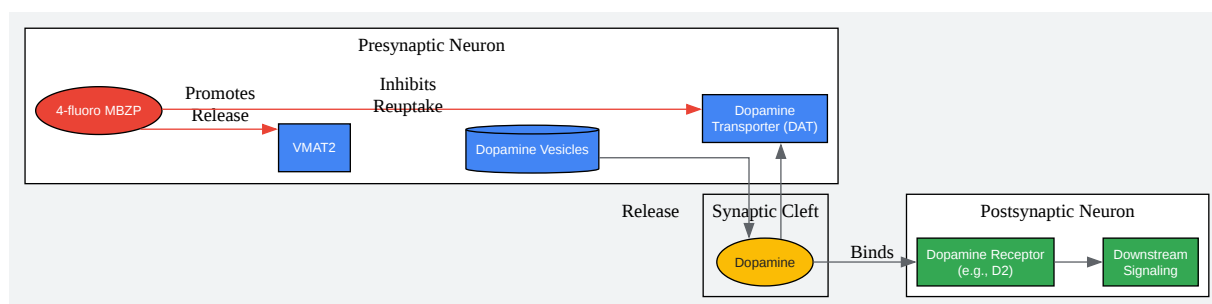 Presynaptic Neuron
4-fluoro MBZP
Promotes
Release
Inhibits
Reuptake
VMAT2
Dopamine Vesicles
Dopamine
Transporter (DAT)
Release
Synaptic Cleft
Dopamine
Binds
Postsynaptic Neuron
Dopamine Receptor
(e.g., D2)
Downstream
Signaling